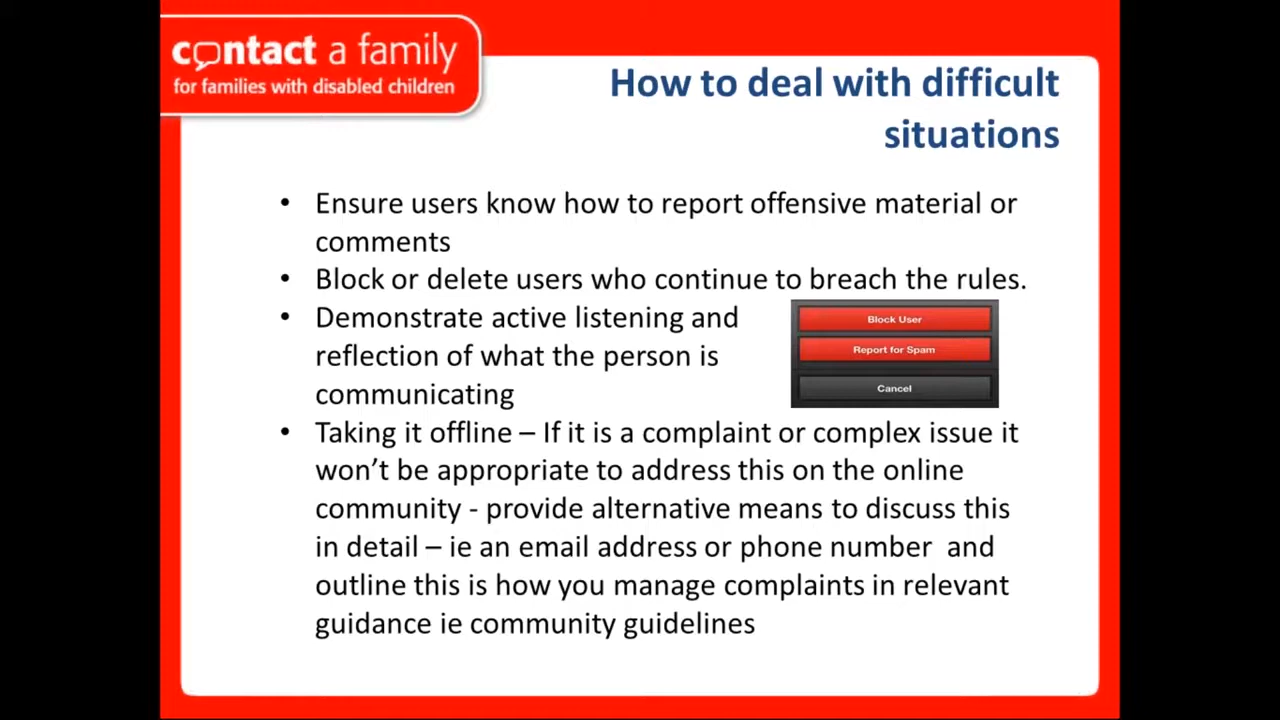 contact a family
for families with disabled children
How to deal with difficult
situations
• Ensure users know how to report offensive material or
comments
• Block or delete users who continue to breach the rules.
• Demonstrate active listening and
reflection of what the person is
communicating
Block User
Report for Spam
Cancel
• Taking it offline – If it is a complaint or complex issue it
won’t be appropriate to address this on the online
community - provide alternative means to discuss this
in detail – ie an email address or phone number  and
outline this is how you manage complaints in relevant
guidance ie community guidelines